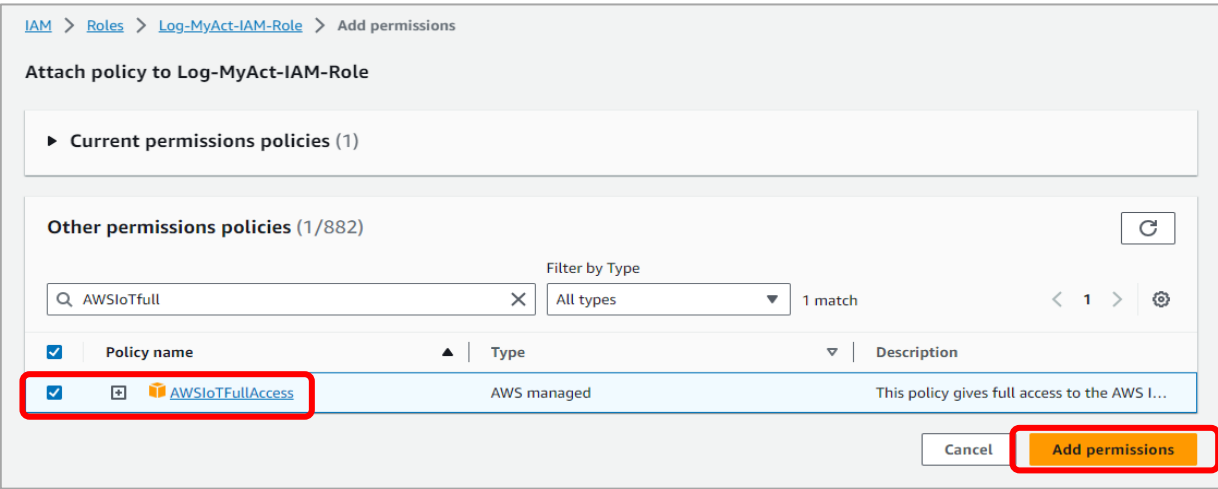 IAM > Roles > Log-MyAct-IAM-Role > Add permissions
Attach policy to Log-MyAct-IAM-Role
Current permissions policies (1)
Other permissions policies (1/882)
Filter by Type
AWSIoTfull All types 1 match 1
Policy name Type Description
AWSIoTFullAccess AWS managed This policy gives full access to the AWS I...
Cancel Add permissions